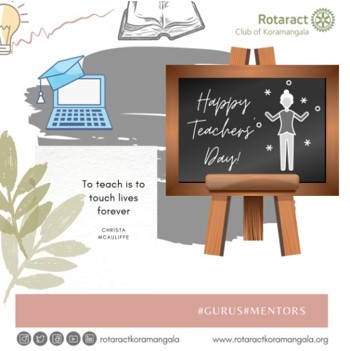 Rotaract
Club of Koramangala
Happy
Teachers'
Day!
To teach is to
touch lives
forever
CHRISTA
MCAULIFFE
#GURUS#MENTORS
rotaractkoramangala
www.rotaractkoramangala.org